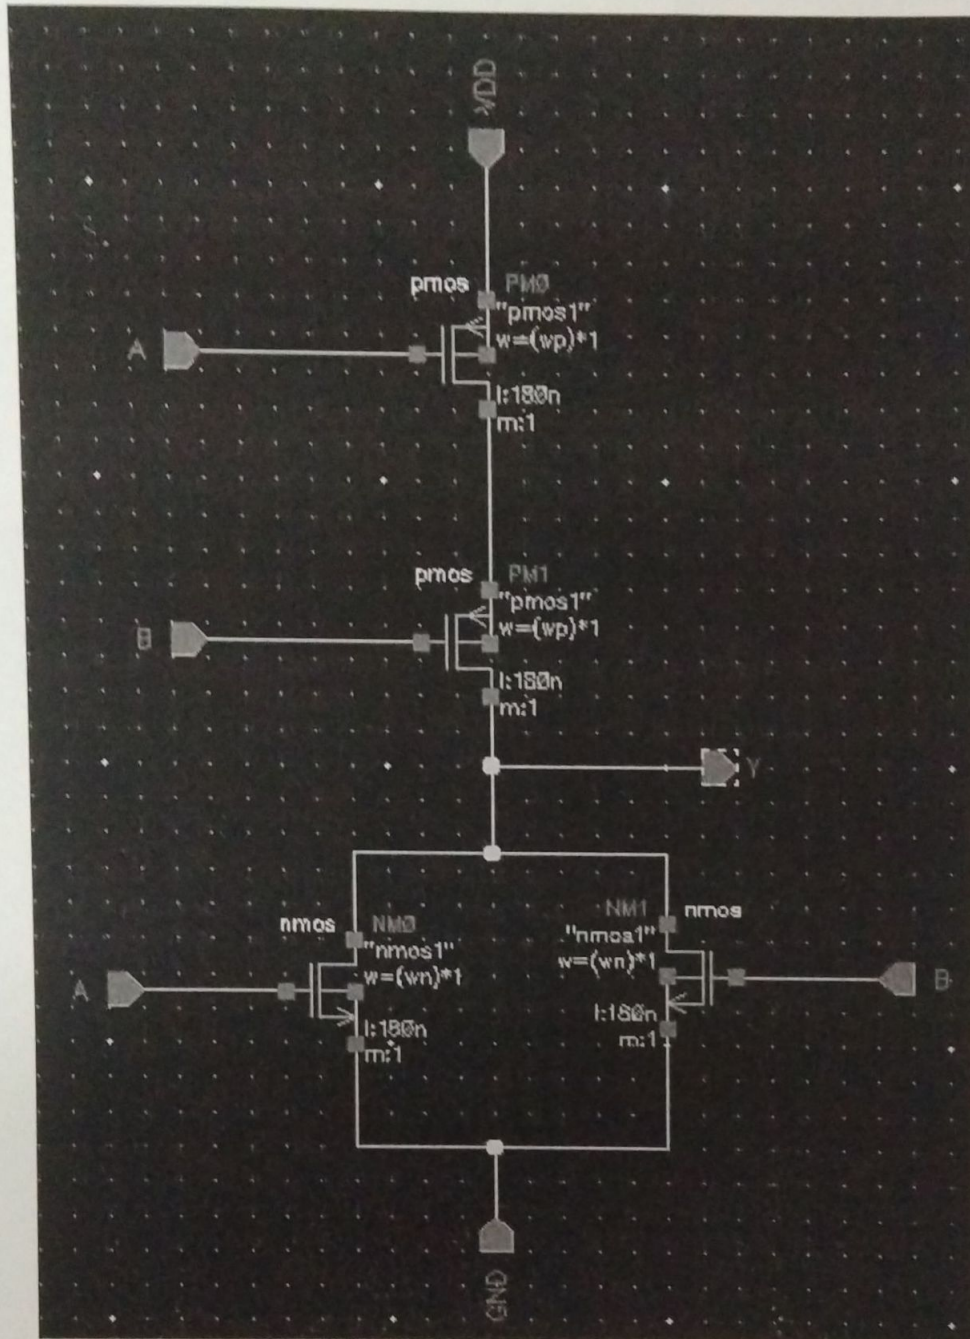 VDD
pmos PM0
"pmos1"
w=(wp)*1
A
l:180n
m:1
pmos PM1
"pmos1"
w=(wp)*1
B
l:180n
m:1
Y
nmos NM0
"nmos1"
w=(wn)*1
A
l:180n
m:1
NM1 nmos
"nmos1"
w=(wn)*1
B
l:180n
m:1
GND